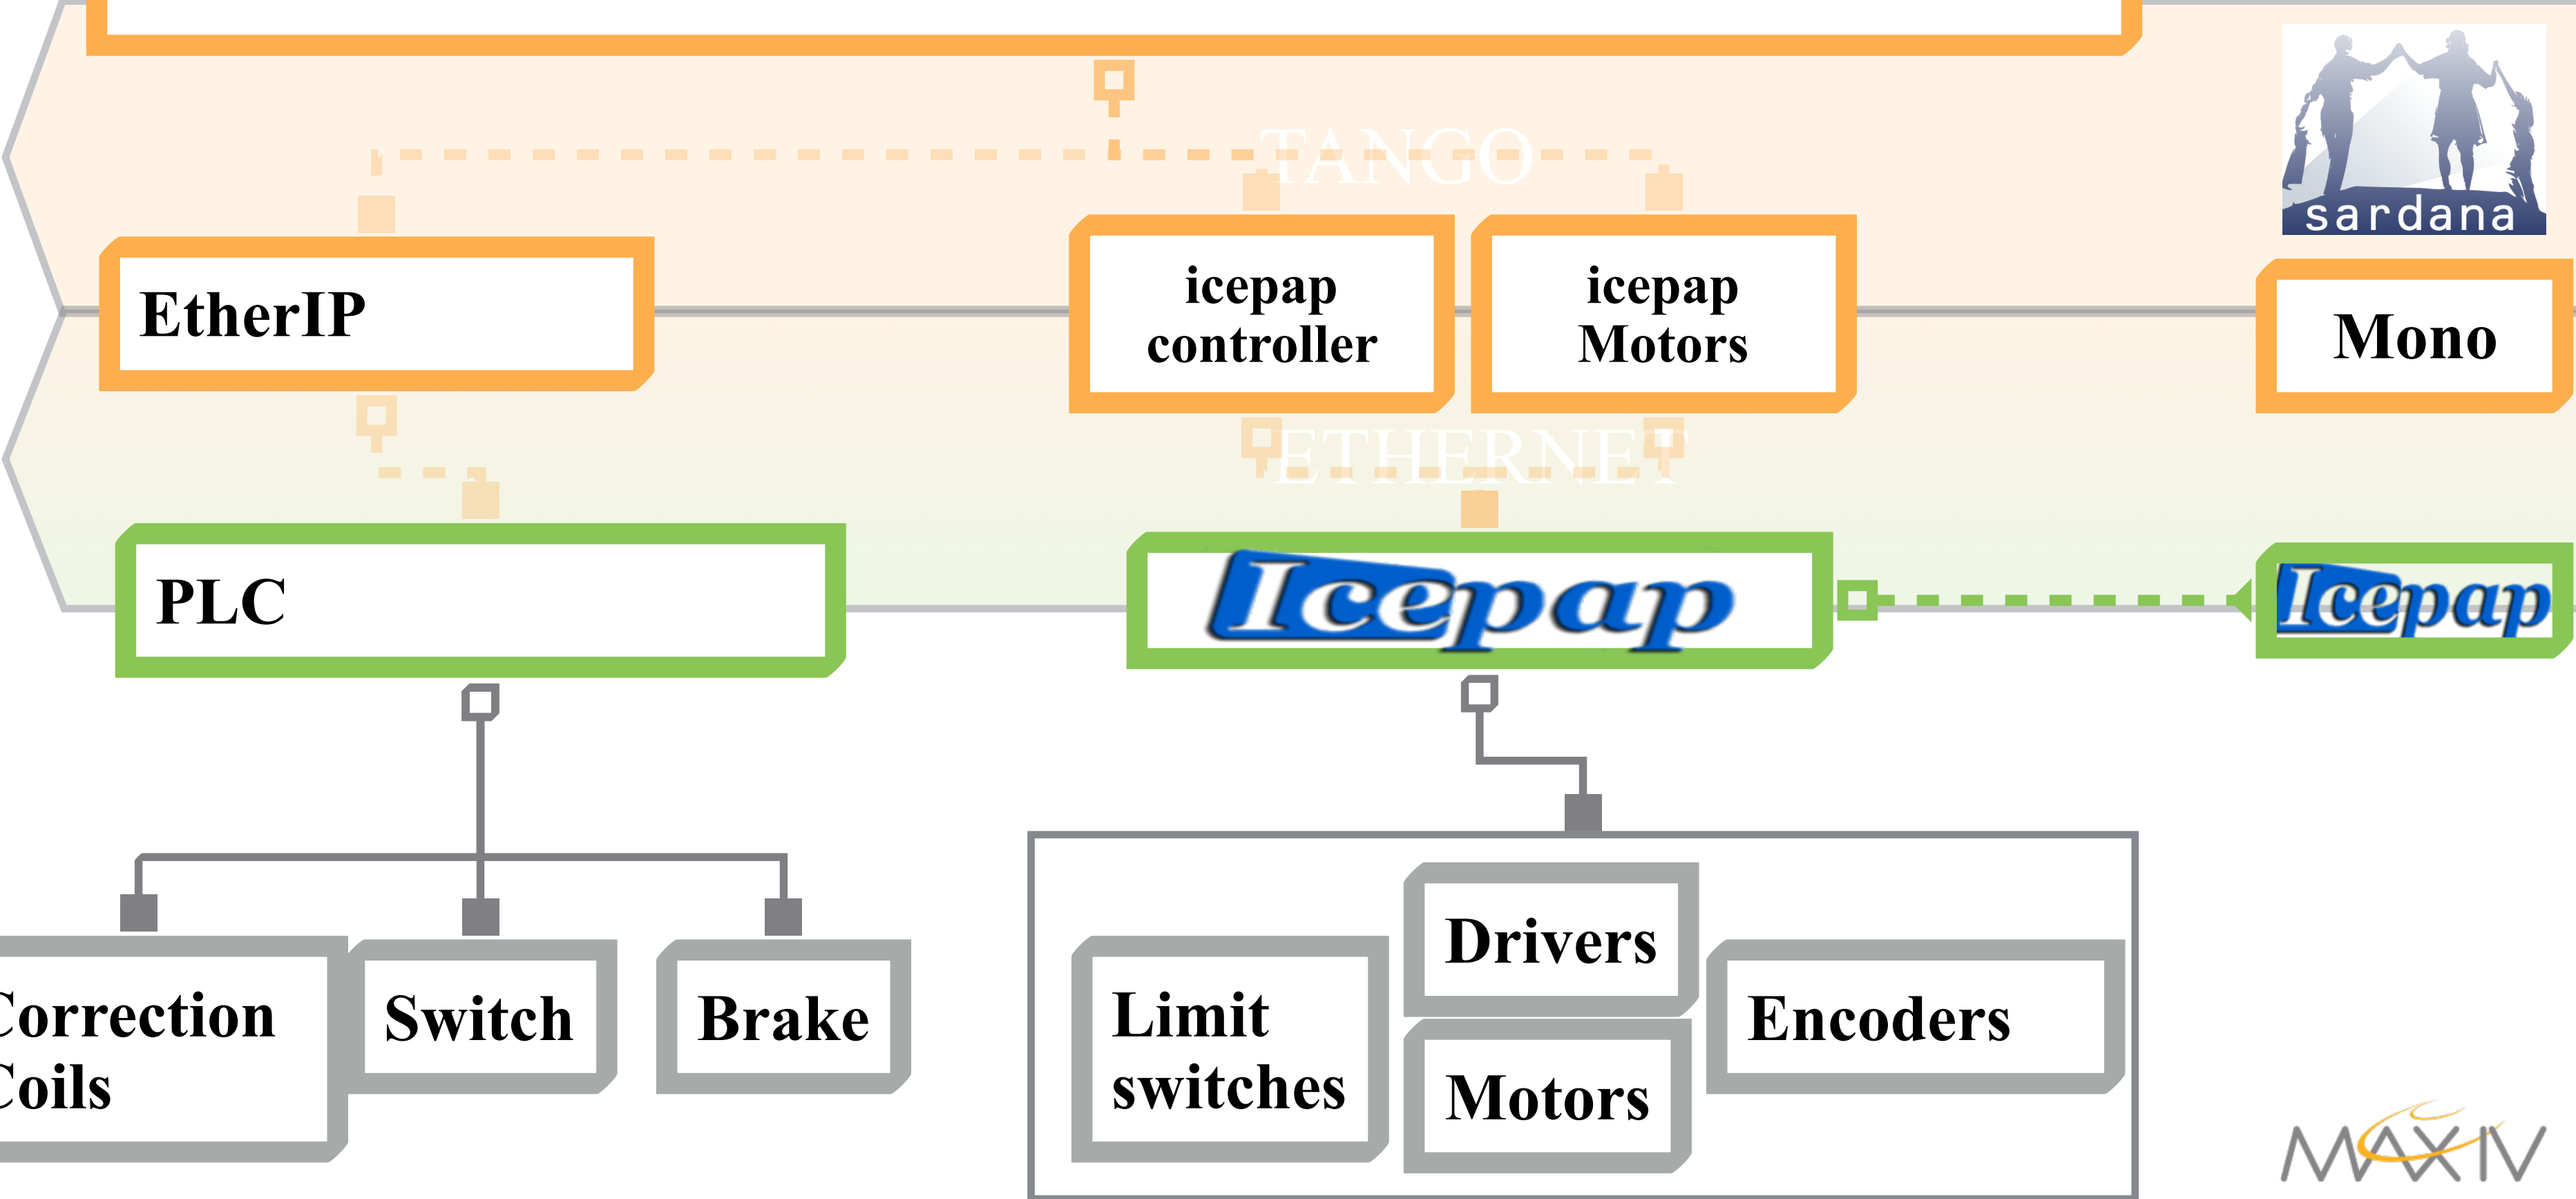 TANGO
sardana
EtherIP
icepap
controller
icepap
Motors
Mono
ETHERNET
PLC
Icepap
Icepap
Correction
Coils
Switch
Brake
Limit
switches
Drivers
Motors
Encoders
MAX IV